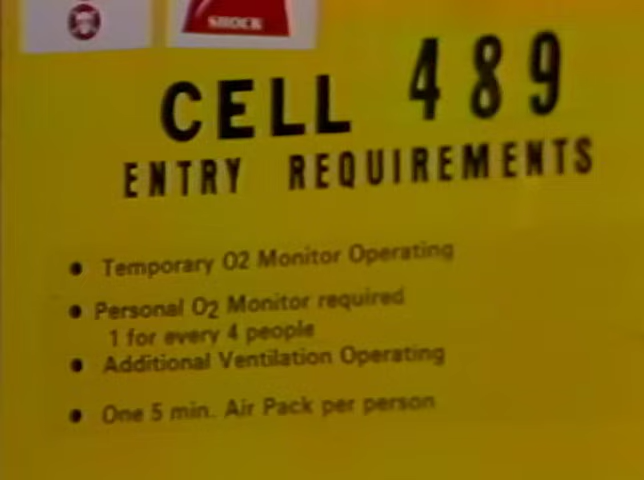 SHOCK
CELL 489
ENTRY REQUIREMENTS
• Temporary O2 Monitor Operating
• Personal O2 Monitor required
1 for every 4 people
• Additional Ventilation Operating
• One 5 min. Air Pack per person